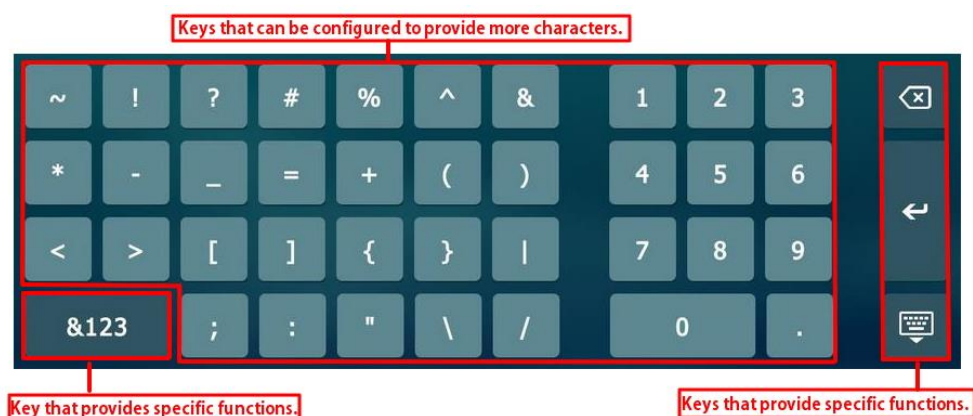 Keys that can be configured to provide more characters.
~ ! ? # % ^ & 1 2 3
* - _ = + ( ) 4 5 6
< > [ ] { } | 7 8 9
&123 ; : " \ / 0 .
Key that provides specific functions.
Keys that provide specific functions.